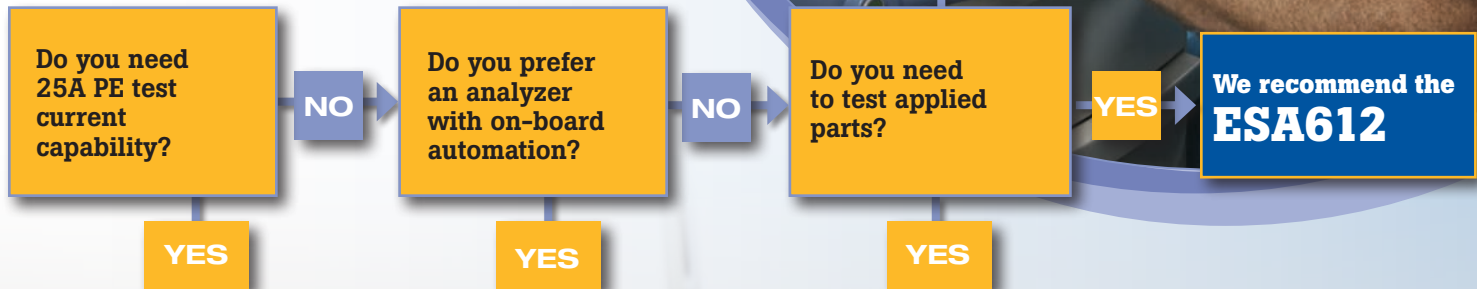 Do you need
25A PE test
current
capability?
NO
Do you prefer
an analyzer
with on-board
automation?
NO
Do you need
to test applied
parts?
YES
We recommend the
ESA612
YES
YES
YES